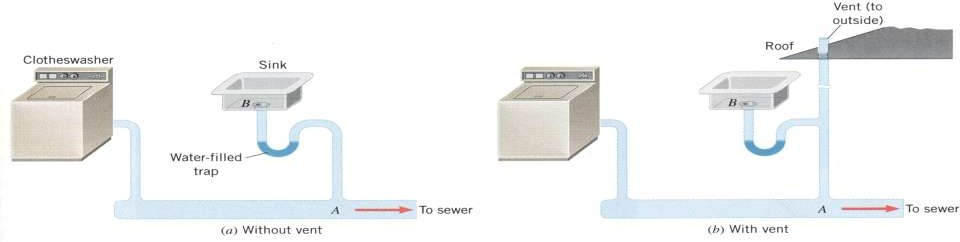 Clotheswasher
Sink
B
Water-filled
trap
A
To sewer
(a) Without vent
Vent (to
outside)
Roof
B
A
To sewer
(b) With vent